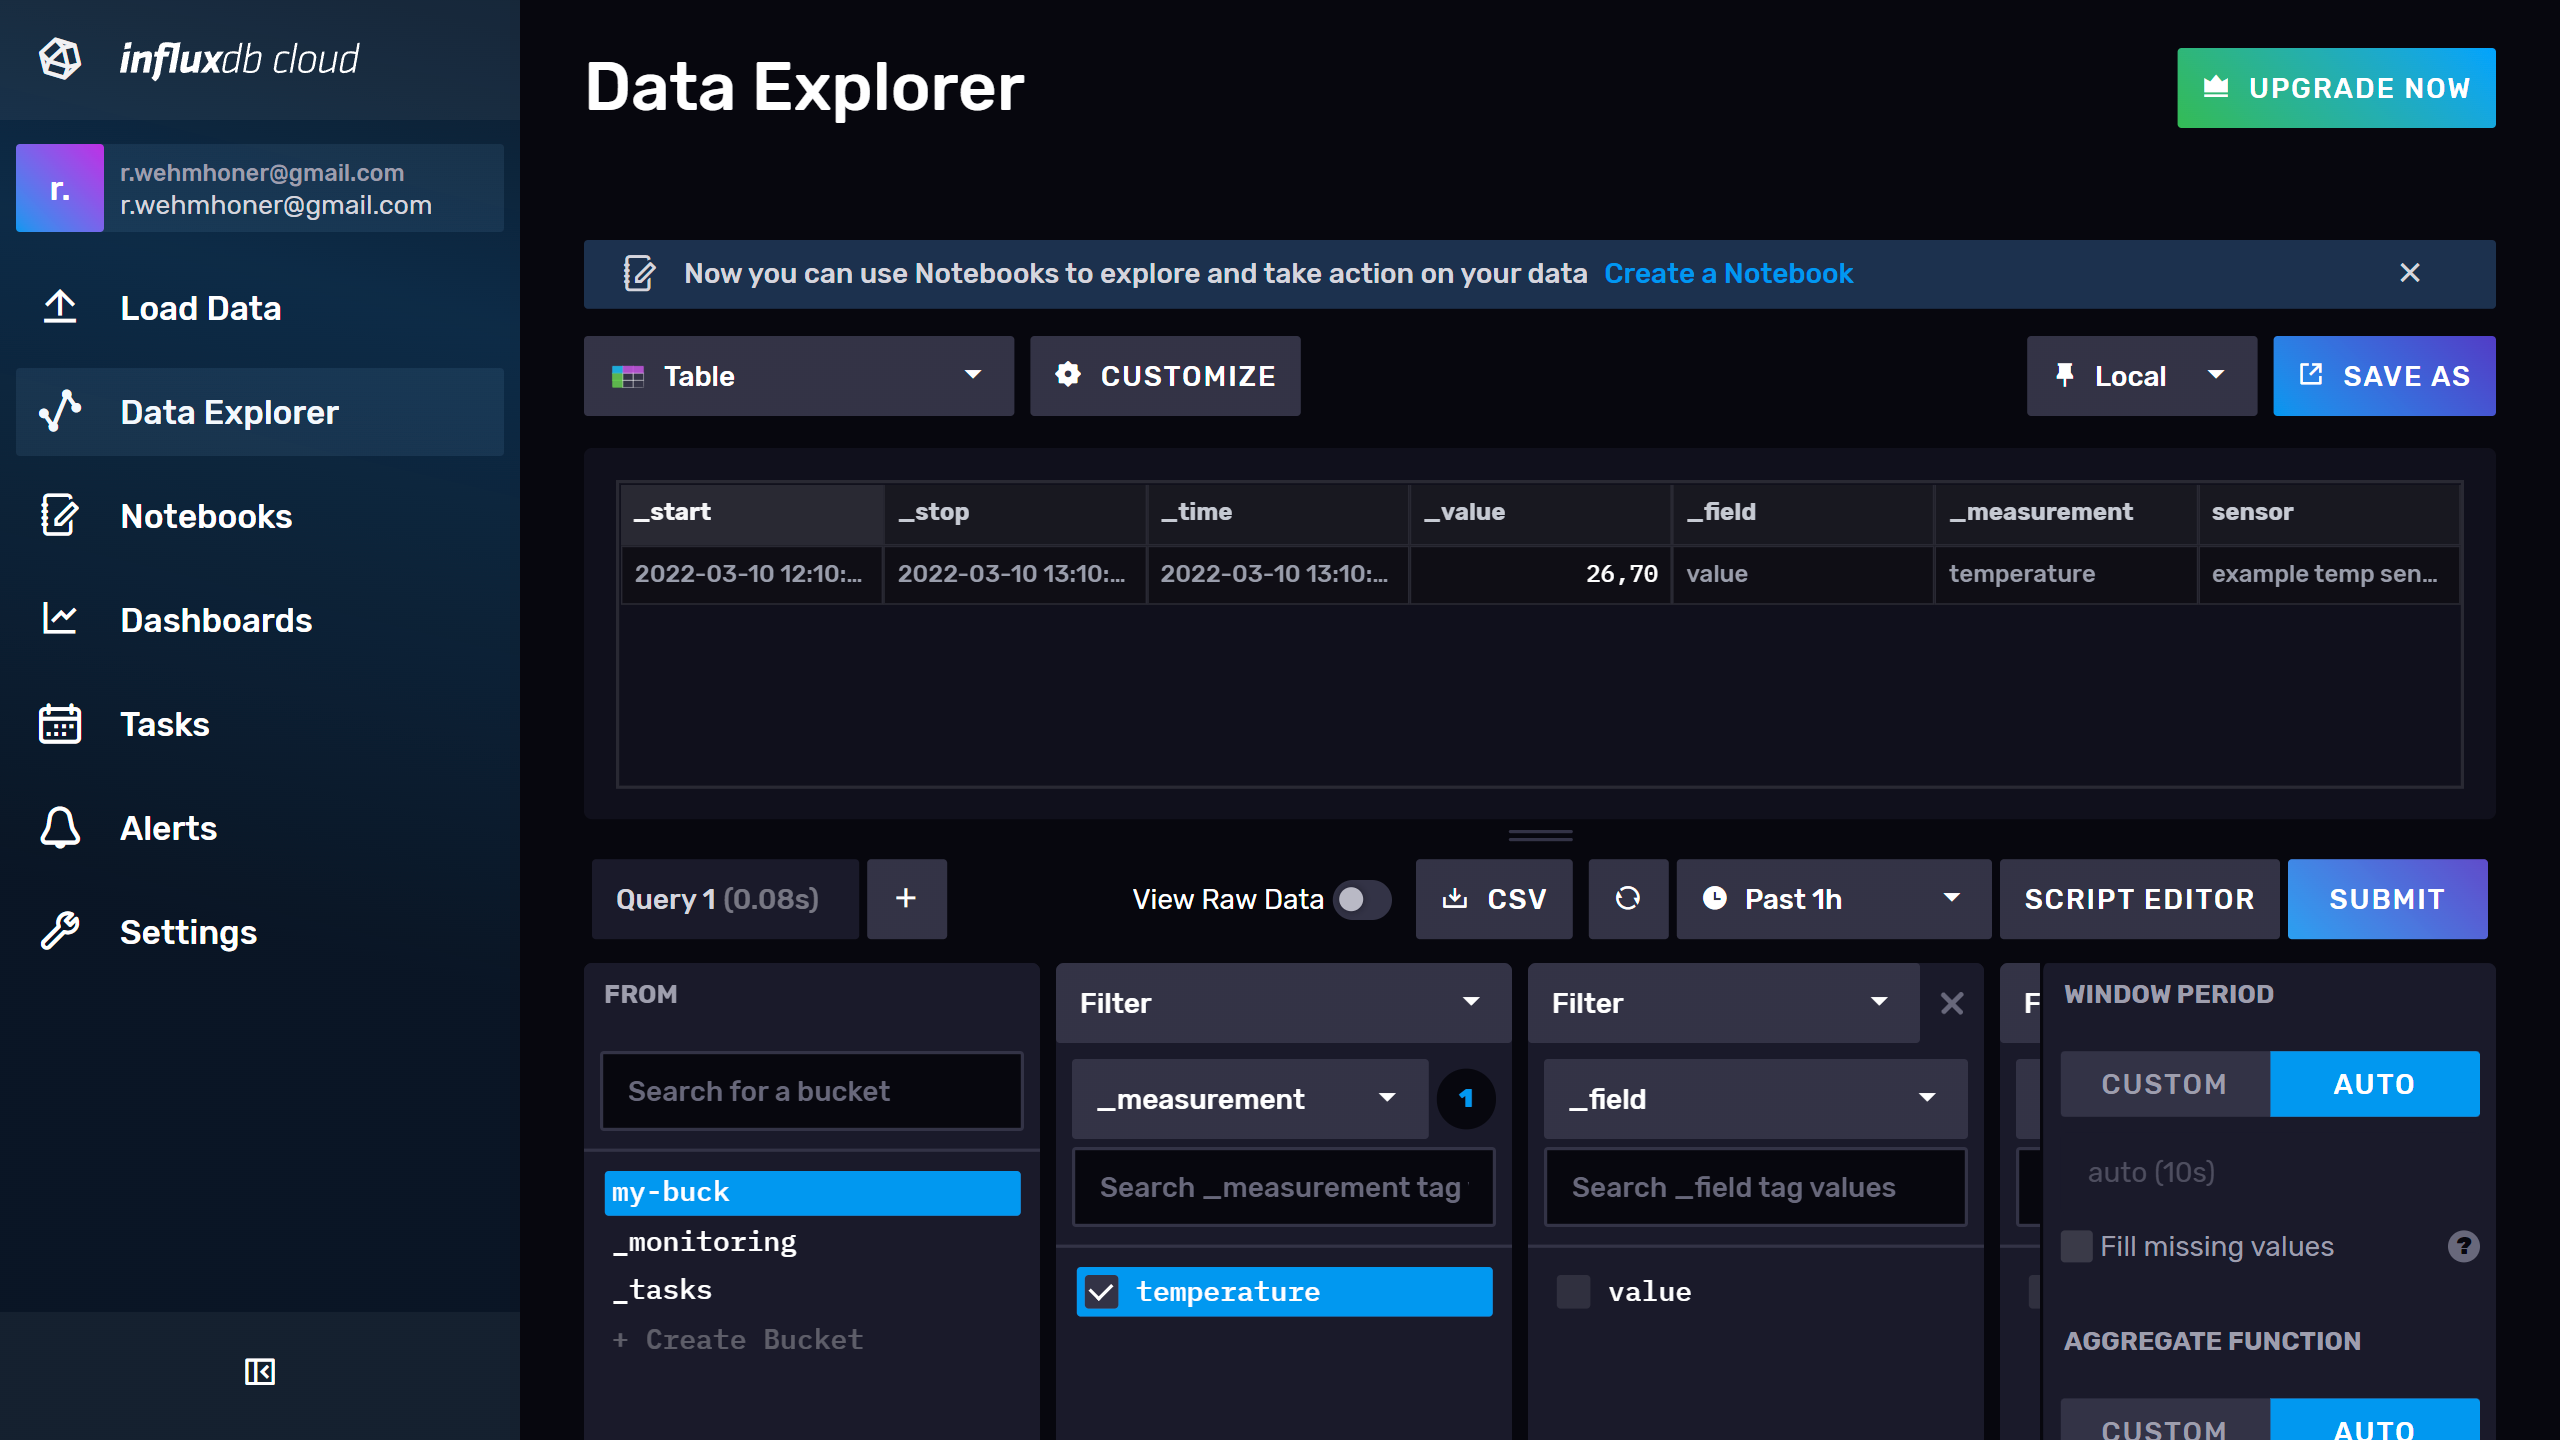 influxdb cloud
r.
r.wehmhoner@gmail.com
r.wehmhoner@gmail.com
Load Data
Data Explorer
Notebooks
Dashboards
Tasks
Alerts
Settings
Data Explorer
UPGRADE NOW
Now you can use Notebooks to explore and take action on your data Create a Notebook
Table
CUSTOMIZE
Local
SAVE AS
_start _stop _time _value _field _measurement sensor
2022-03-10 12:10:... 2022-03-10 13:10:... 2022-03-10 13:10:... 26,70 value temperature example temp sen...
Query 1 (0.08s)
+
View Raw Data
CSV
Past 1h
SCRIPT EDITOR
SUBMIT
FROM
Search for a bucket
my-buck
_monitoring
_tasks
+ Create Bucket
Filter
_measurement
1
Search _measurement tag
temperature
Filter
_field
Search _field tag values
value
F
WINDOW PERIOD
CUSTOM AUTO
auto (10s)
Fill missing values
?
AGGREGATE FUNCTION
CUSTOM AUTO